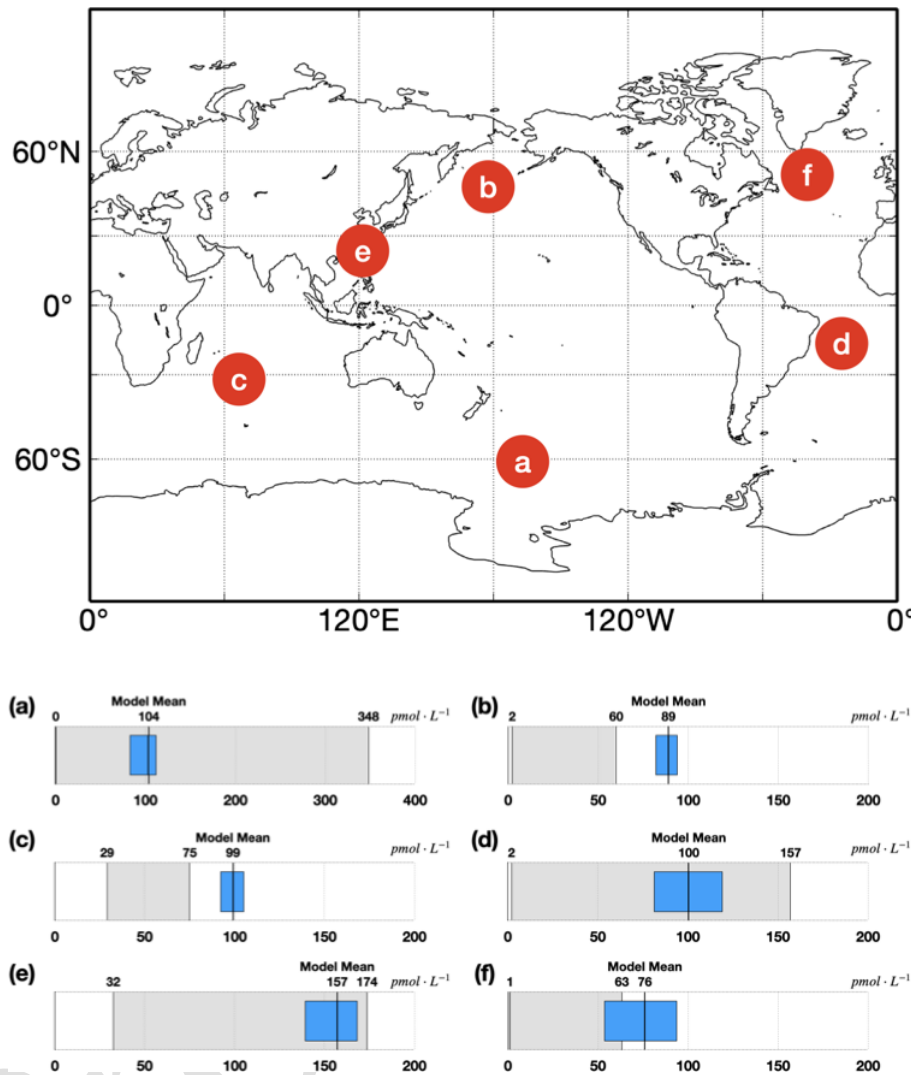 60°N
b
f
e
0°
d
c
60°S
a
0°
120°E
120°W
0°
(a)
Model Mean
0
104
348
pmol · L⁻¹
0
100
200
300
400
(b)
Model Mean
2
60
89
pmol · L⁻¹
0
50
100
150
200
(c)
Model Mean
29
75
99
pmol · L⁻¹
0
50
100
150
200
(d)
Model Mean
2
100
157
pmol · L⁻¹
0
50
100
150
200
(e)
Model Mean
32
157
174
pmol · L⁻¹
0
50
100
150
200
(f)
Model Mean
1
63
76
pmol · L⁻¹
0
50
100
150
200